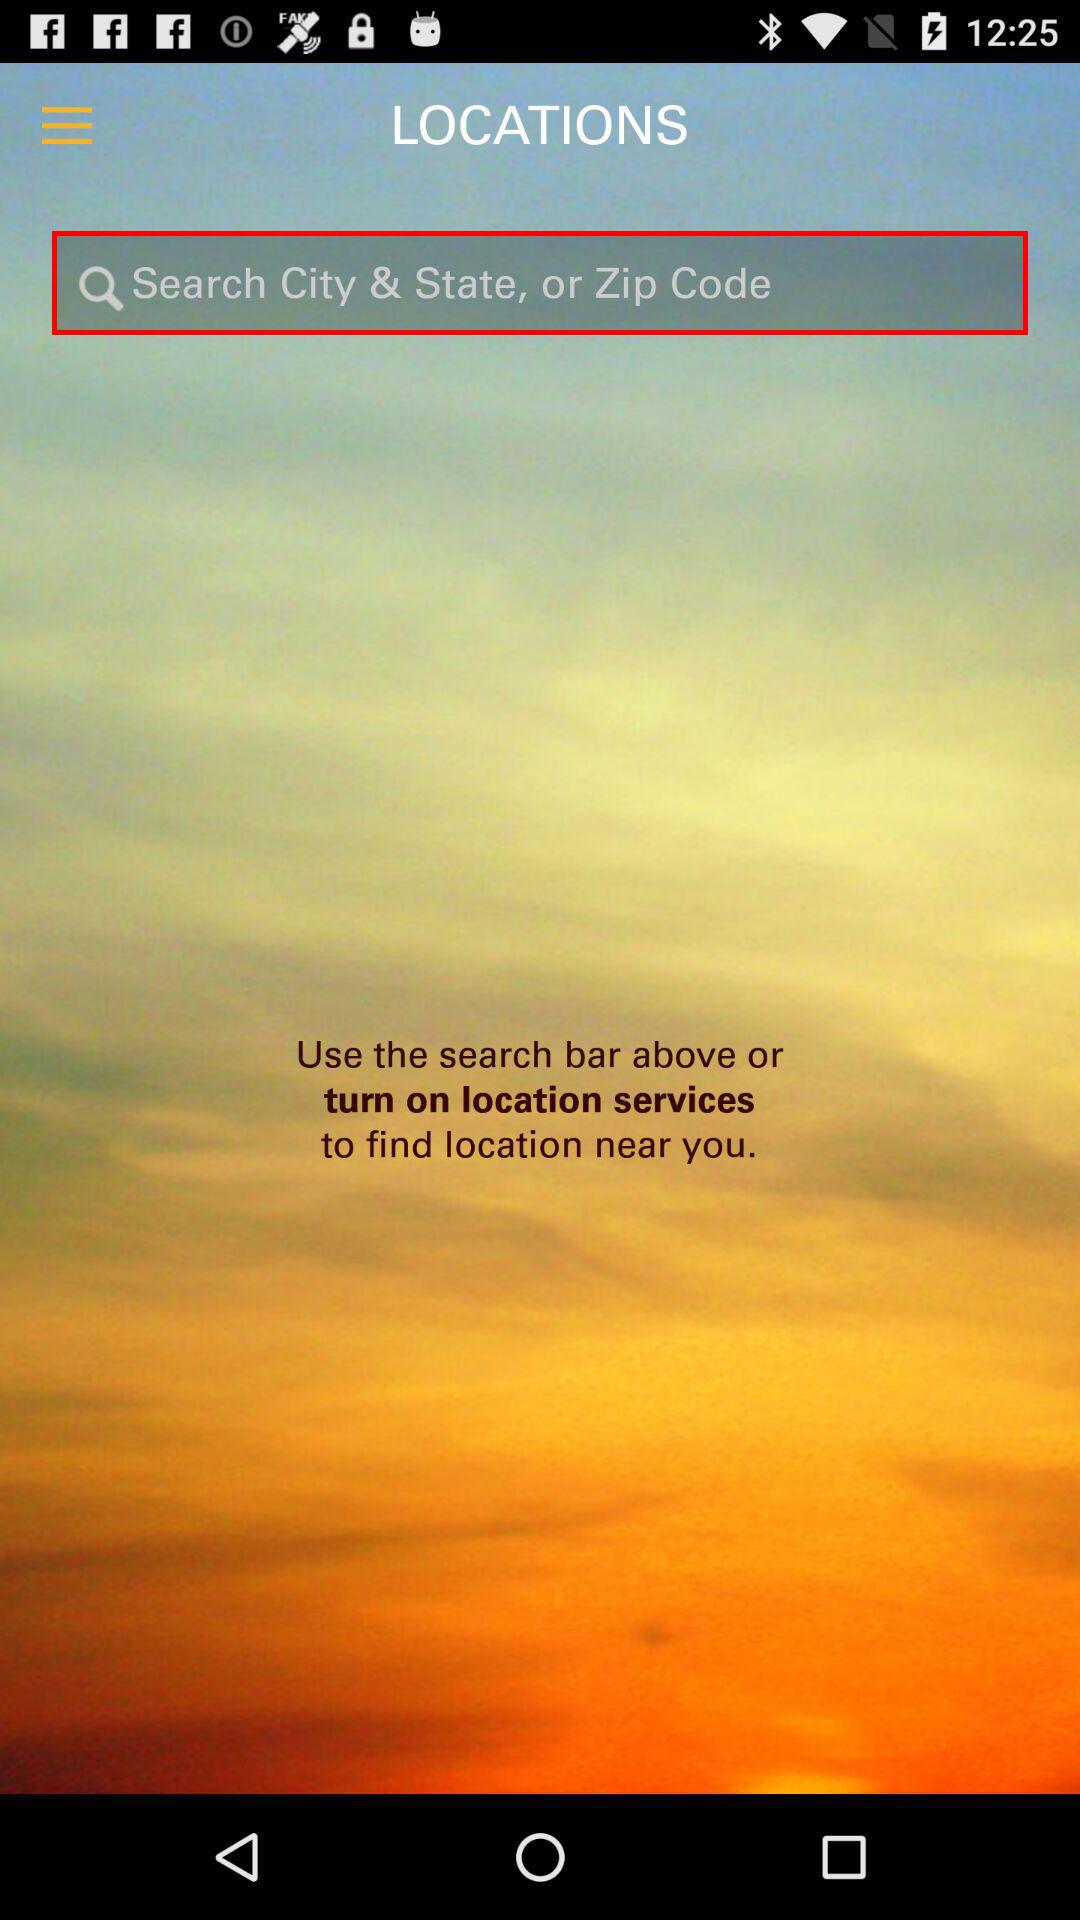 FAKE
12:25
LOCATIONS
Search City & State, or Zip Code
Use the search bar above or
turn on location services
to find location near you.